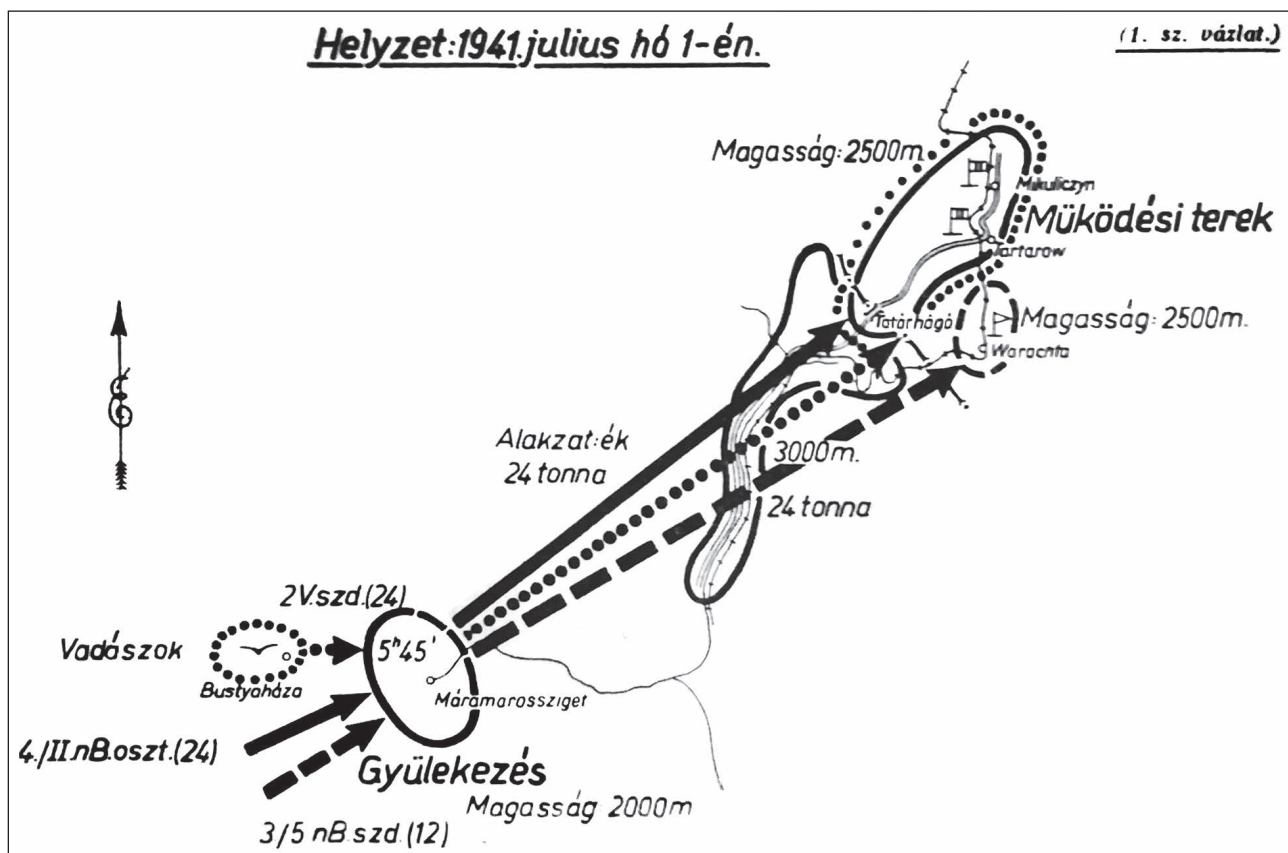 Helyzet:1941.julius hó 1-én.
(1. sz. vázlat.)
Magasság:2500m.
Mikuliczyn
Müködési terek
Tartarow
Tatárhágó
Magasság:2500m.
Warochta
Alakzat:ék
24 tonna
3000m.
24 tonna
2V.szd.(24)
Vadászok
5h45'
Bustyaháza
Máramarossziget
4./II.nB.oszt.(24)
Gyülekezés
Magasság 2000m
3/5 nB.szd.(12)